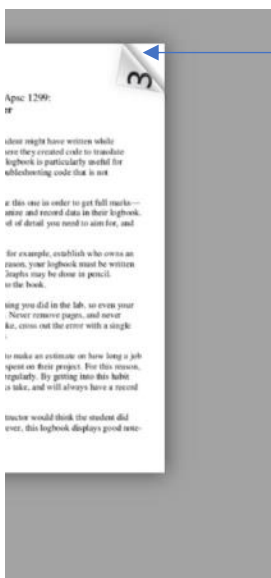 3
Apsc 1299:
er
udent might have written while
were they created code to translate
logbook is particularly useful for
ubleshooting code that is not
e this one in order to get full marks—
anize and record data in their logbook.
el of detail you need to aim for, and
for example, establish who owns an
reason, your logbook must be written
Graphs may be done in pencil.
to the book.
hing you did in the lab, so even your
. Never remove pages, and never
ke, cross out the error with a single
to make an estimate on how long a job
spent on their project. For this reason,
regularly. By getting into this habit
ks take, and will always have a record
tructor would think the student did
ever, this logbook displays good note-